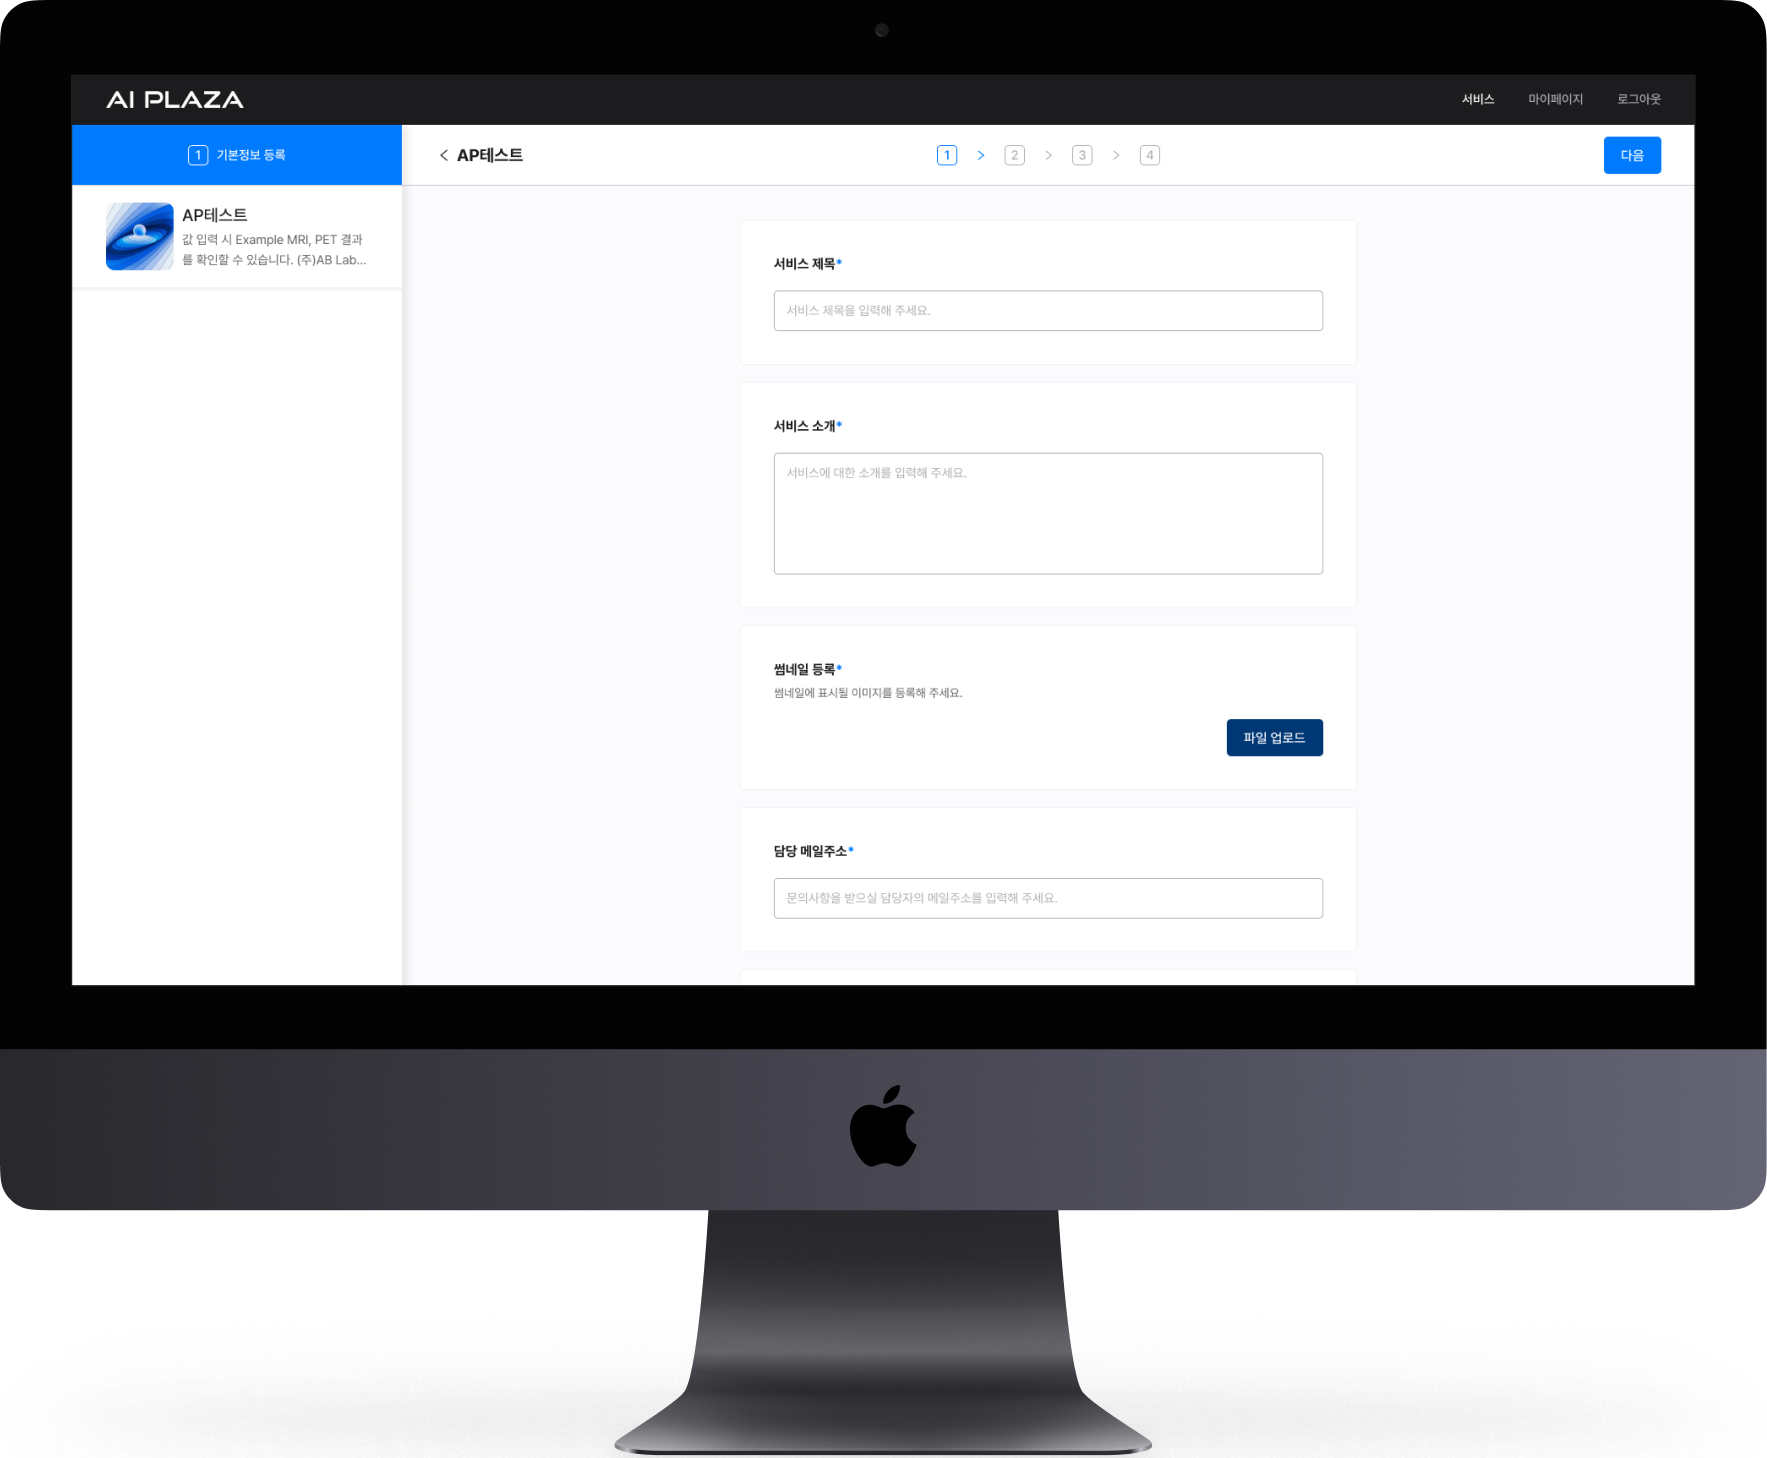 AI PLAZA
서비스 마이페이지 로그아웃
1 기본정보 등록
AP테스트
값 입력 시 Example MRI, PET 결과
를 확인할 수 있습니다. (주)AB Lab...
< AP테스트
1 > 2 > 3 > 4
다음
서비스 제목*
서비스 제목을 입력해 주세요.
서비스 소개*
서비스에 대한 소개를 입력해 주세요.
썸네일 등록*
썸네일에 표시될 이미지를 등록해 주세요.
파일 업로드
담당 메일주소*
문의사항을 받으실 담당자의 메일주소를 입력해 주세요.